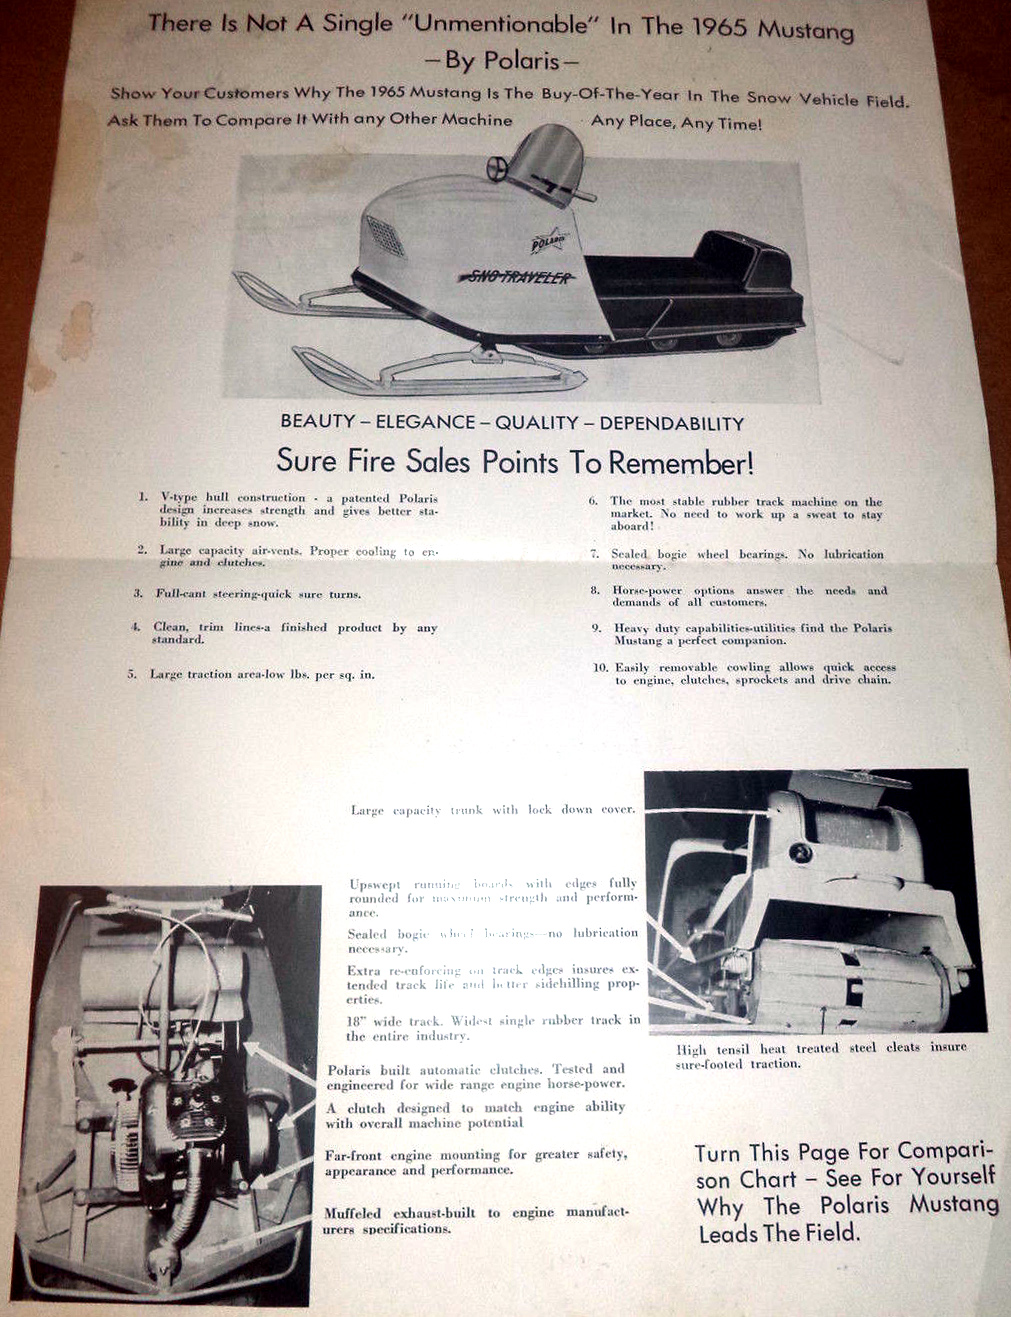 There Is Not A Single "Unmentionable" In The 1965 Mustang
–By Polaris–
Show Your Customers Why The 1965 Mustang Is The Buy-Of-The-Year In The Snow Vehicle Field.
Ask Them To Compare It With any Other Machine Any Place, Any Time!
POLARIS
SNO-TRAVELER
BEAUTY – ELEGANCE – QUALITY – DEPENDABILITY
Sure Fire Sales Points To Remember!
1. V-type hull construction - a patented Polaris
design increases strength and gives better sta-
bility in deep snow.
2. Large capacity air-vents. Proper cooling to en-
gine and clutches.
3. Full-cant steering-quick sure turns.
4. Clean, trim lines-a finished product by any
standard.
5. Large traction area-low lbs. per sq. in.
6. The most stable rubber track machine on the
market. No need to work up a sweat to stay
aboard!
7. Sealed bogie wheel bearings. No lubrication
necessary.
8. Horse-power options answer the needs and
demands of all customers.
9. Heavy duty capabilities-utilities find the Polaris
Mustang a perfect companion.
10. Easily removable cowling allows quick access
to engine, clutches, sprockets and drive chain.
Large capacity trunk with lock down cover.
Upswept running boards with edges fully
rounded for maximum strength and perform-
ance.
Sealed bogie wheel bearings—no lubrication
necessary.
Extra re-enforcing on track edges insures ex-
tended track life and better sidehilling prop-
erties.
18" wide track. Widest single rubber track in
the entire industry.
Polaris built automatic clutches. Tested and
engineered for wide range engine horse-power.
A clutch designed to match engine ability
with overall machine potential
Far-front engine mounting for greater safety,
appearance and performance.
Muffeled exhaust-built to engine manufact-
urers specifications.
High tensil heat treated steel cleats insure
sure-footed traction.
Turn This Page For Compari-
son Chart – See For Yourself
Why The Polaris Mustang
Leads The Field.